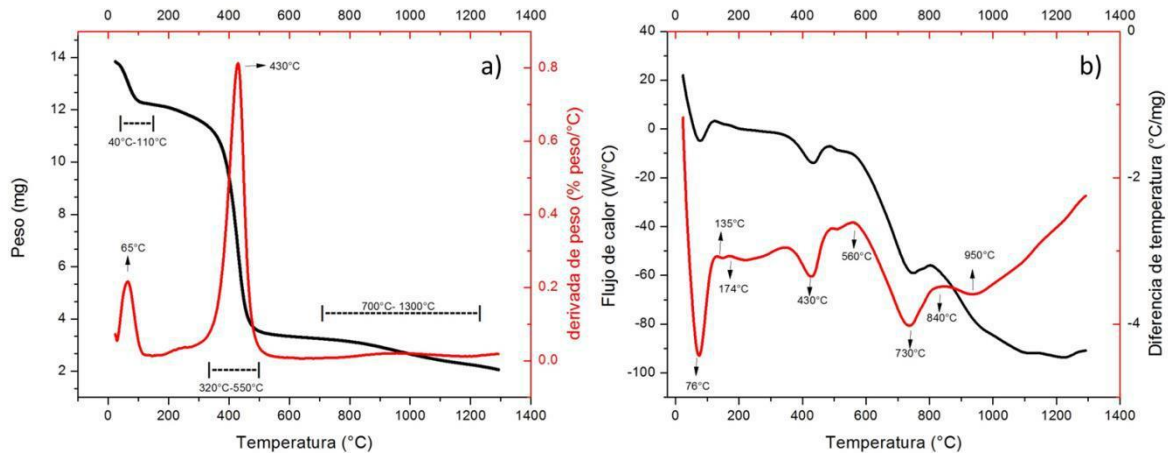 0 200 400 600 800 1000 1200 1400
a)
430°C
40°C-110°C
65°C
700°C- 1300°C
320°C-550°C
14
12
10
8
6
4
2
Peso (mg)
0.8
0.6
0.4
0.2
0.0
derivada de peso (% peso/°C)
0 200 400 600 800 1000 1200 1400
Temperatura (°C)
0 200 400 600 800 1000 1200 1400
b)
135°C
174°C
430°C
560°C
950°C
840°C
730°C
76°C
40
20
0
-20
-40
-60
-80
-100
Flujo de calor (W/°C)
0
-2
-4
Diferencia de temperatura (°C/mg)
0 200 400 600 800 1000 1200 1400
Temperatura (°C)